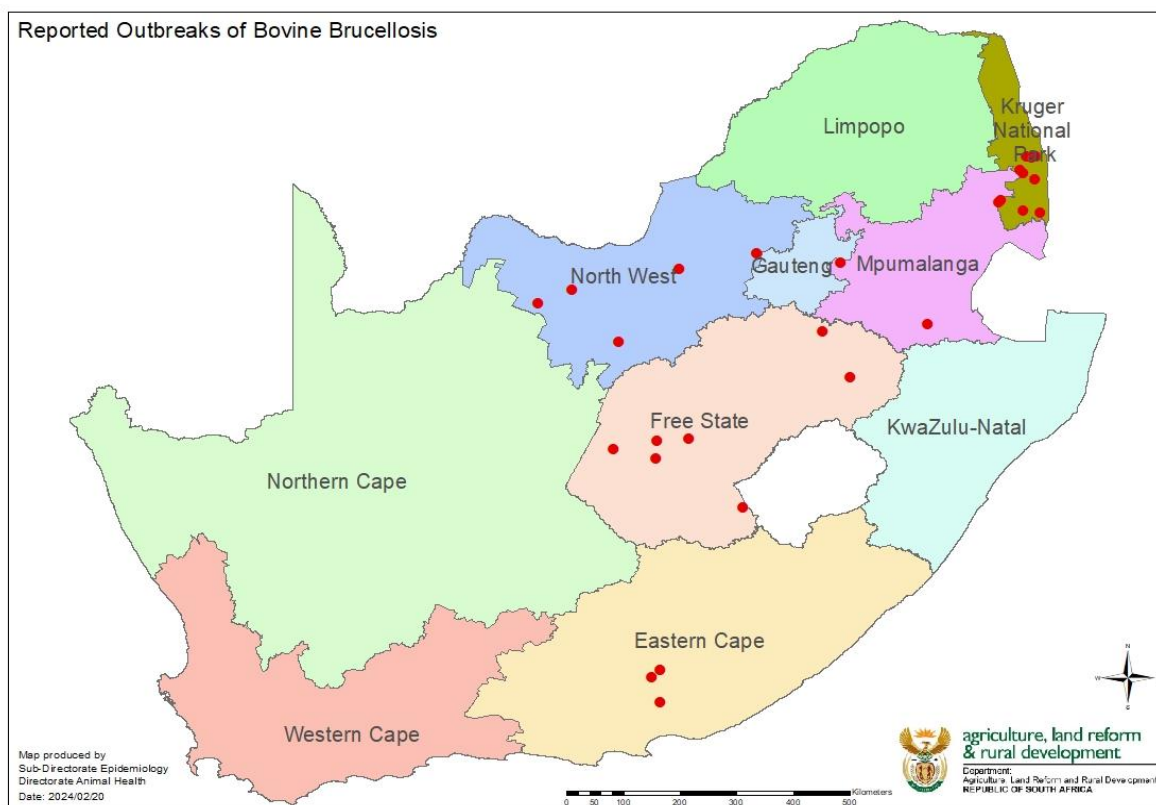 Reported Outbreaks of Bovine Brucellosis
Limpopo
Kruger
National
Park
North West
Gauteng
Mpumalanga
Free State
KwaZulu-Natal
Northern Cape
Eastern Cape
Western Cape
N
W
E
S
Map produced by
Sub-Directorate Epidemiology
Directorate Animal Health
Date: 2024/02/20
Kilometers
0 50 100 200 300 400 500
agriculture, land reform
& rural development
Department:
Agriculture, Land Reform and Rural Development
REPUBLIC OF SOUTH AFRICA